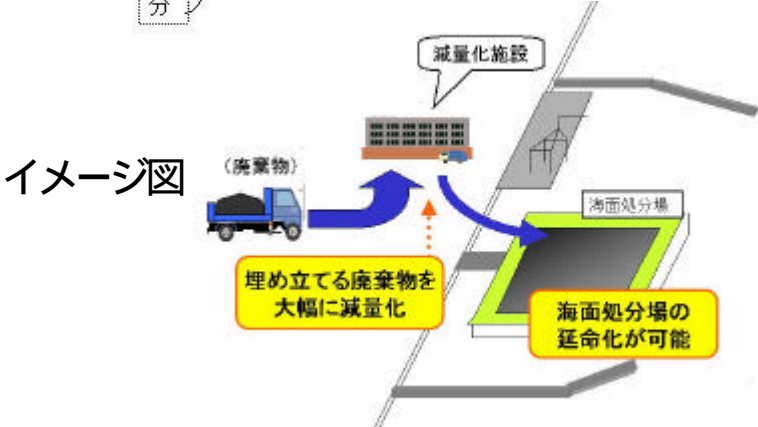 分
減量化施設
イメージ図
（廃棄物）
海面処分場
埋め立てる廃棄物を
大幅に減量化
海面処分場の
延命化が可能